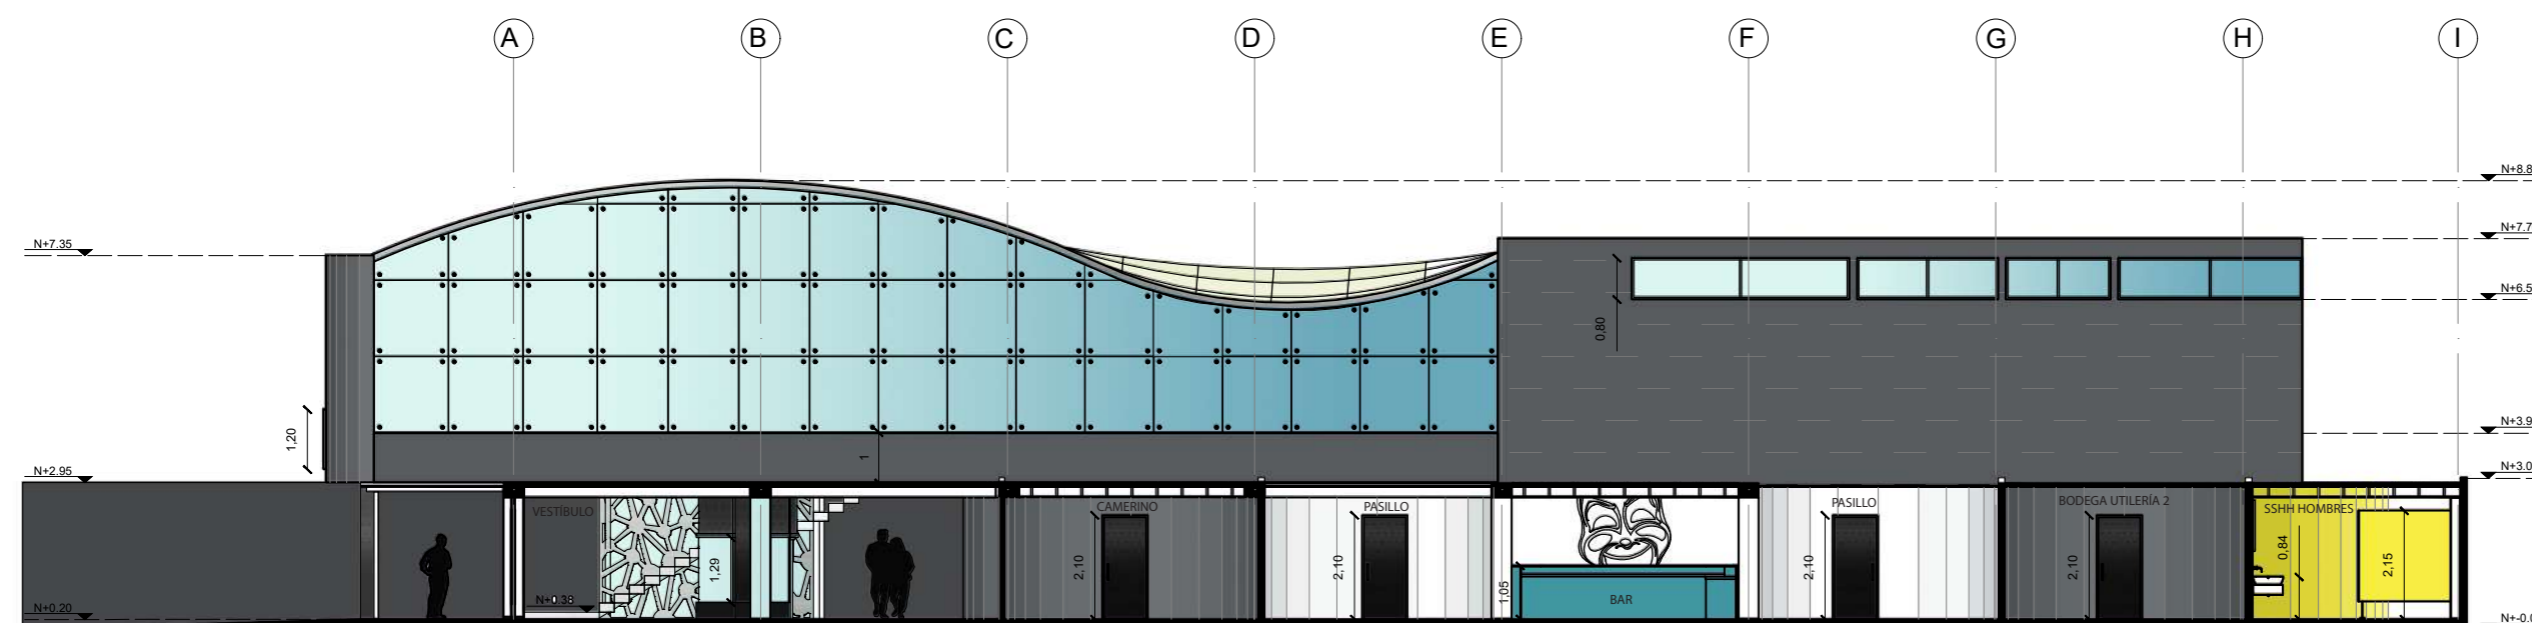 A B C D E F G H I
N+8.8
N+7.7
N+7.35
N+6.5
0,80
N+3.9
1,20
1
N+2.95
N+3.0
VESTÍBULO
CAMERINO
PASILLO
PASILLO
BODEGA UTILERÍA 2
SSHH HOMBRES
1,29
2,10
2,10
1,05
2,10
2,10
0,84
2,15
N+0.38
BAR
N+0.20
N+-0.0